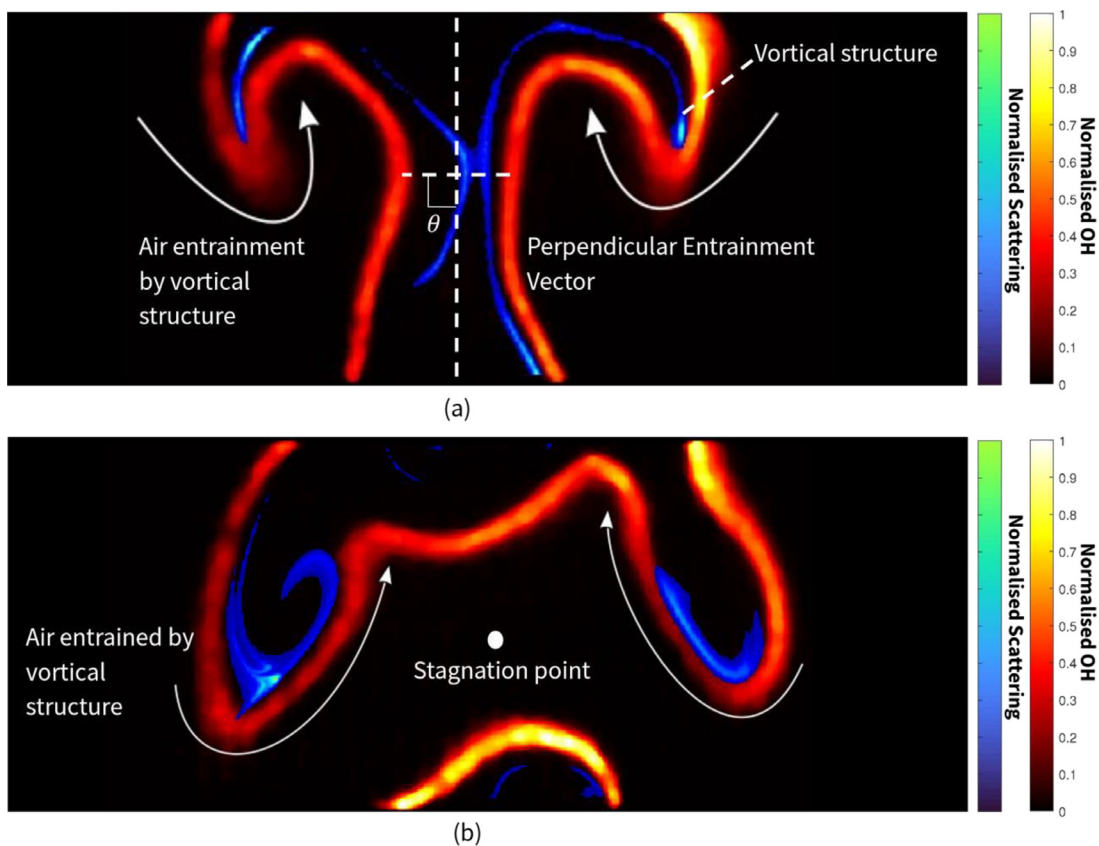 Vortical structure
θ
Air entrainment
by vortical
structure
Perpendicular Entrainment
Vector
Normalised Scattering
1
0.9
0.8
0.7
0.6
0.5
0.4
0.3
0.2
0.1
0
Normalised OH
(a)
Air entrained by
vortical
structure
Stagnation point
Normalised Scattering
1
0.9
0.8
0.7
0.6
0.5
0.4
0.3
0.2
0.1
0
Normalised OH
(b)